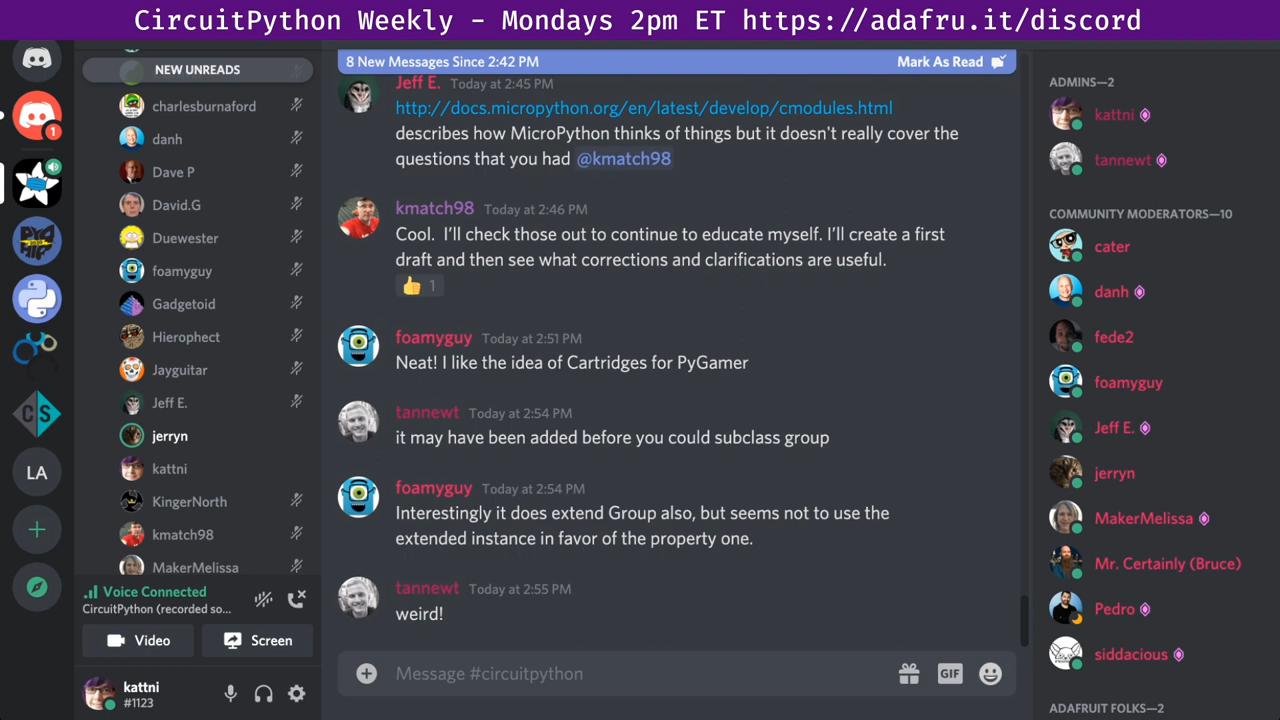 CircuitPython Weekly - Mondays 2pm ET https://adafru.it/discord
NEW UNREADS
charlesburnaford
danh
Dave P
David.G
Duewester
foamyguy
Gadgetoid
Hierophect
Jayguitar
Jeff E.
jerryn
kattni
KingerNorth
kmatch98
MakerMelissa
Voice Connected
CircuitPython (recorded so...
Video
Screen
kattni
#1123
1
CS
LA
8 New Messages Since 2:42 PM
Mark As Read
Jeff E. Today at 2:45 PM
http://docs.micropython.org/en/latest/develop/cmodules.html
describes how MicroPython thinks of things but it doesn't really cover the
questions that you had @kmatch98
kmatch98 Today at 2:46 PM
Cool.  I'll check those out to continue to educate myself. I'll create a first
draft and then see what corrections and clarifications are useful.
1
foamyguy Today at 2:51 PM
Neat! I like the idea of Cartridges for PyGamer
tannewt Today at 2:54 PM
it may have been added before you could subclass group
foamyguy Today at 2:54 PM
Interestingly it does extend Group also, but seems not to use the
extended instance in favor of the property one.
tannewt Today at 2:55 PM
weird!
Message #circuitpython
GIF
ADMINS—2
kattni
tannewt
COMMUNITY MODERATORS—10
cater
danh
fede2
foamyguy
Jeff E.
jerryn
MakerMelissa
Mr. Certainly (Bruce)
Pedro
siddacious
ADAFRUIT FOLKS—2